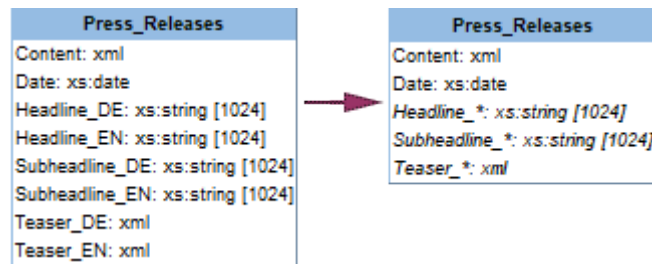 Press_Releases
Content: xml
Date: xs:date
Headline_DE: xs:string [1024]
Headline_EN: xs:string [1024]
Subheadline_DE: xs:string [1024]
Subheadline_EN: xs:string [1024]
Teaser_DE: xml
Teaser_EN: xml
Press_Releases
Content: xml
Date: xs:date
Headline_*: xs:string [1024]
Subheadline_*: xs:string [1024]
Teaser_*: xml